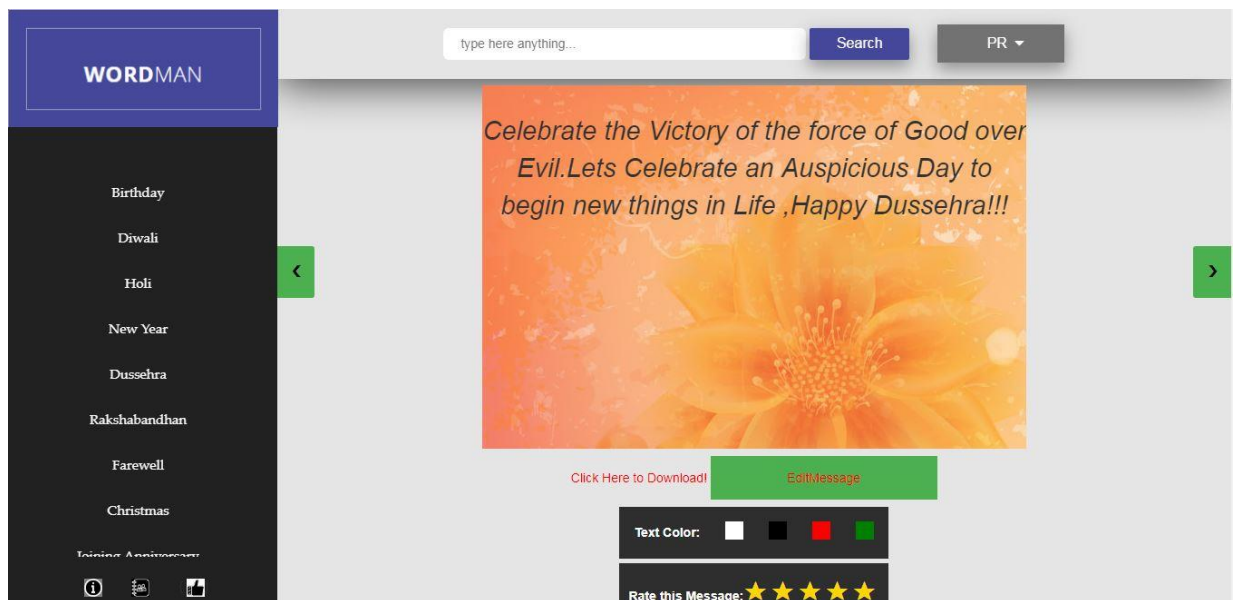 WORDMAN
type here anything...
Search
PR
Birthday
Diwali
Holi
New Year
Dussehra
Rakshabandhan
Farewell
Christmas
Joining Anniversary
Celebrate the Victory of the force of Good over
Evil.Lets Celebrate an Auspicious Day to
begin new things in Life ,Happy Dussehra!!!
Click Here to Download!
EditMessage
Text Color:
Rate this Message: